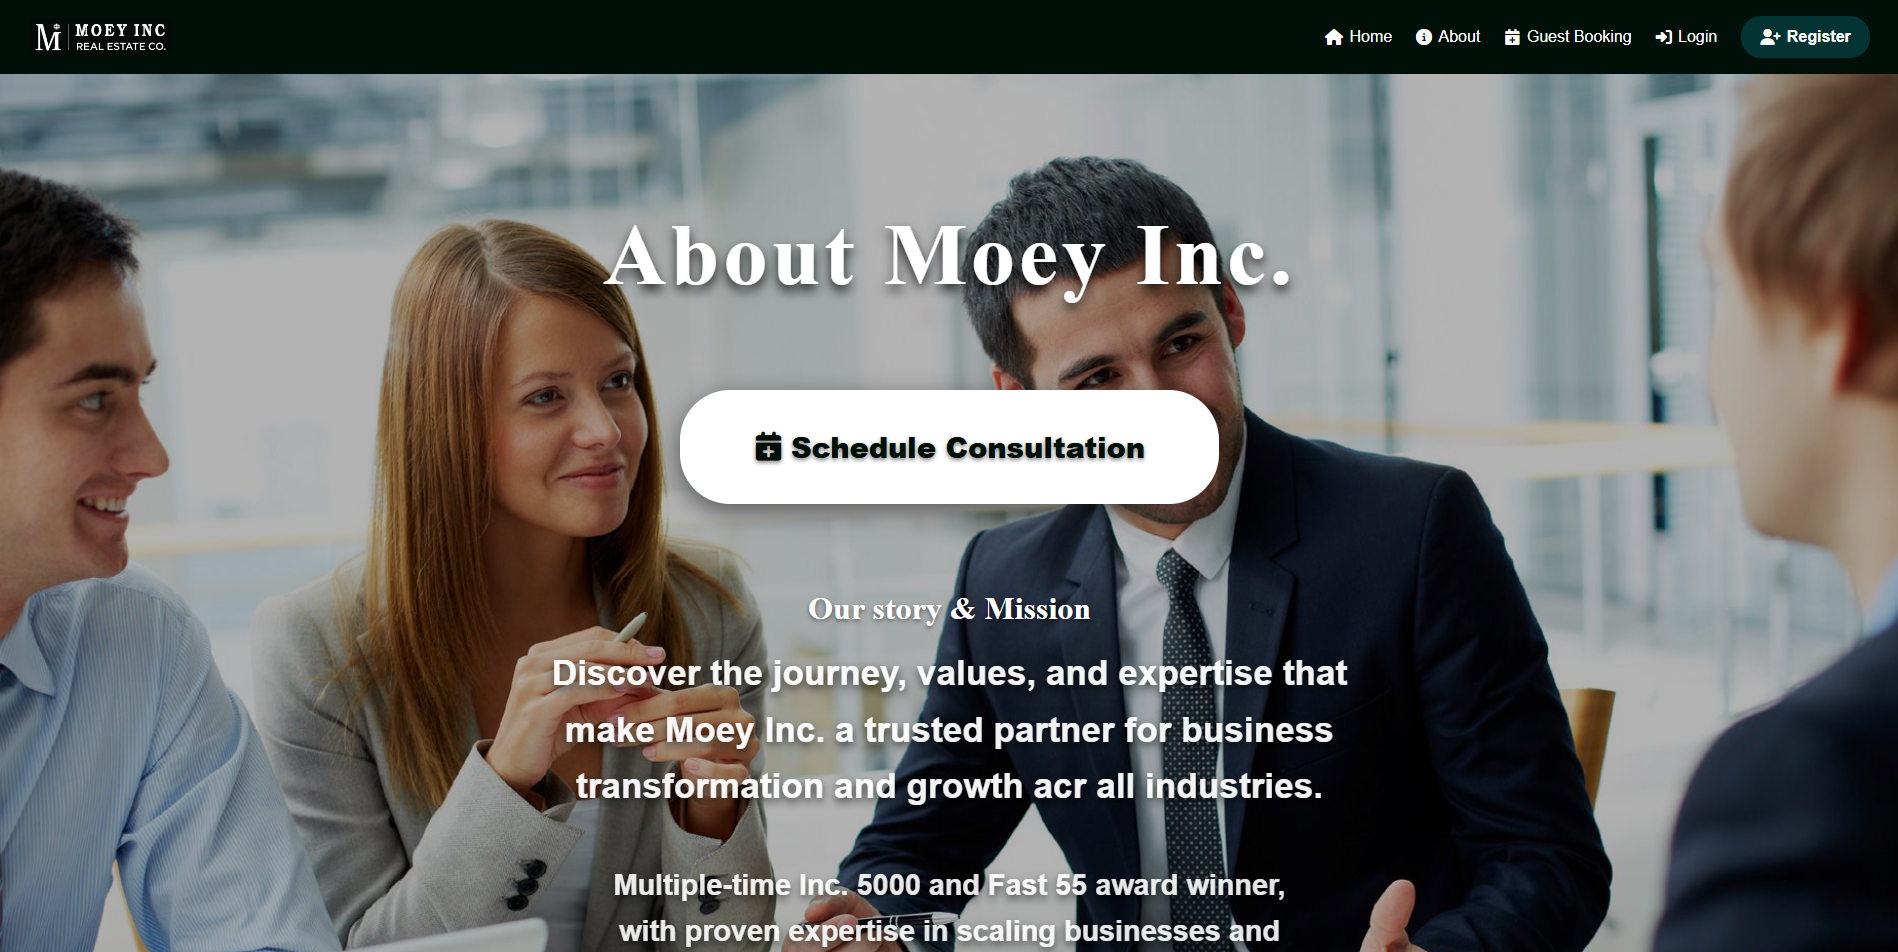 MOEY INC
REAL ESTATE CO.
Home
About
Guest Booking
Login
Register
About Moey Inc.
Schedule Consultation
Our story & Mission
Discover the journey, values, and expertise that
make Moey Inc. a trusted partner for business
transformation and growth acr all industries.
Multiple-time Inc. 5000 and Fast 55 award winner,
with proven expertise in scaling businesses and